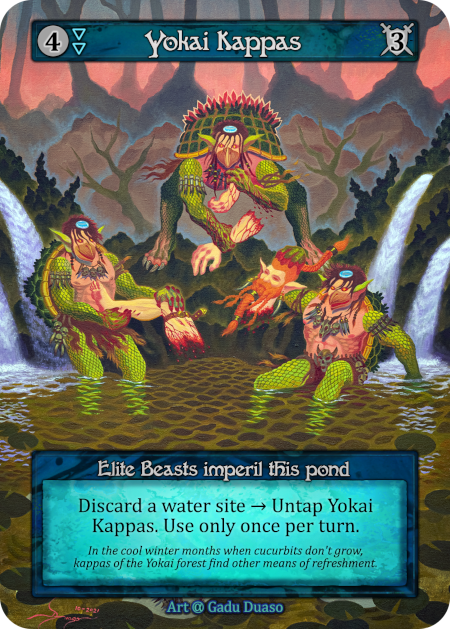 4 Yokai Kappas 3
Elite Beasts imperil this pond
Discard a water site → Untap Yokai
Kappas. Use only once per turn.
In the cool winter months when cucurbits don't grow,
kappas of the Yokai forest find other means of refreshment.
Art @ Gadu Duaso